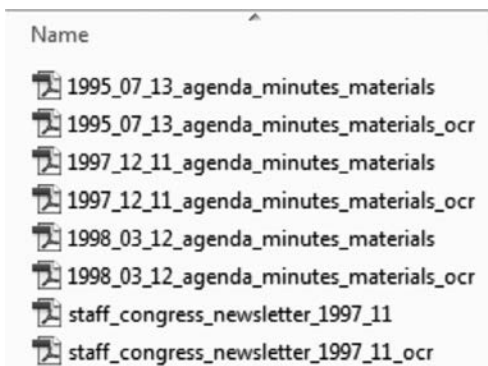 Name
1995_07_13_agenda_minutes_materials
1995_07_13_agenda_minutes_materials_ocr
1997_12_11_agenda_minutes_materials
1997_12_11_agenda_minutes_materials_ocr
1998_03_12_agenda_minutes_materials
1998_03_12_agenda_minutes_materials_ocr
staff_congress_newsletter_1997_11
staff_congress_newsletter_1997_11_ocr